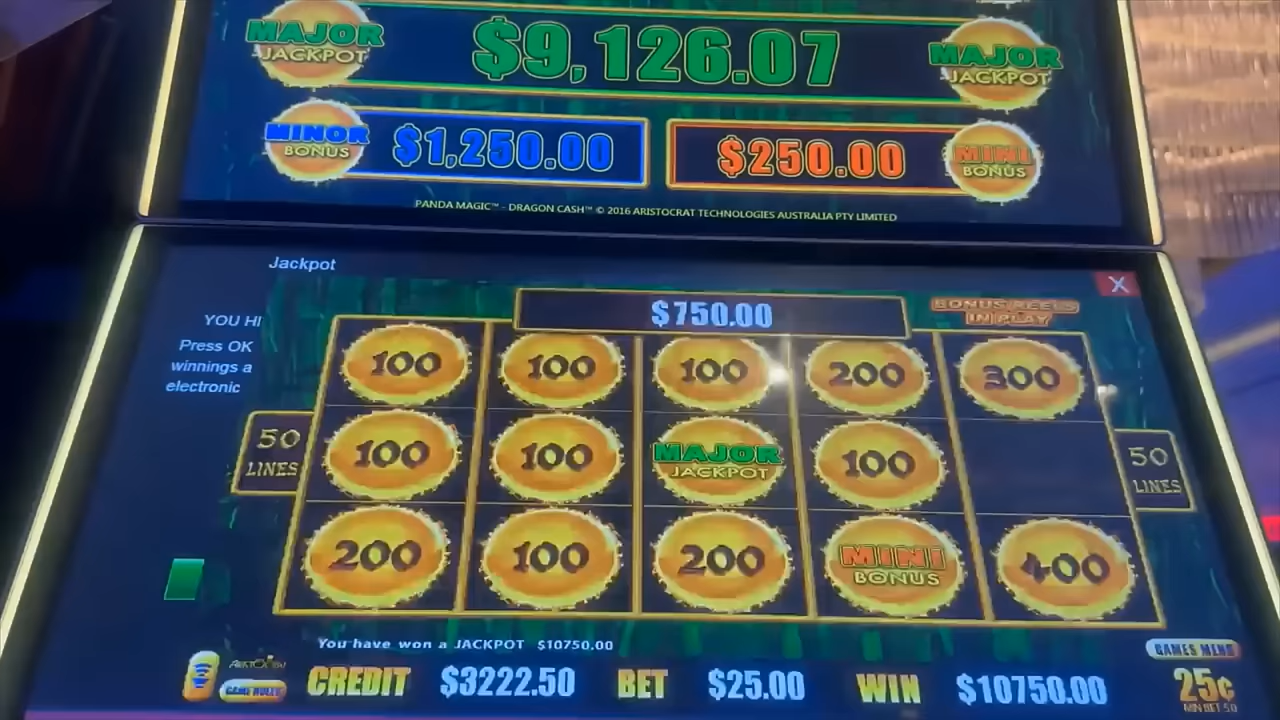 MAJOR JACKPOT $9,126.07 MAJOR JACKPOT
MINOR BONUS $1,250.00 $250.00 MINI BONUS
PANDA MAGIC™ - DRAGON CASH™ © 2016 ARISTOCRAT TECHNOLOGIES AUSTRALIA PTY LIMITED
Jackpot X
YOU HI
Press OK
winnings a
electronic
$750.00
BONUS REELS
IN PLAY
100 100 100 200 300
50 LINES
100 100 MAJOR JACKPOT 100
50 LINES
200 100 200 MINI BONUS 400
You have won a JACKPOT $10750.00
GAMES MENU
GAME RULES
CREDIT $3222.50 BET $25.00 WIN $10750.00 25¢
MIN BET 50